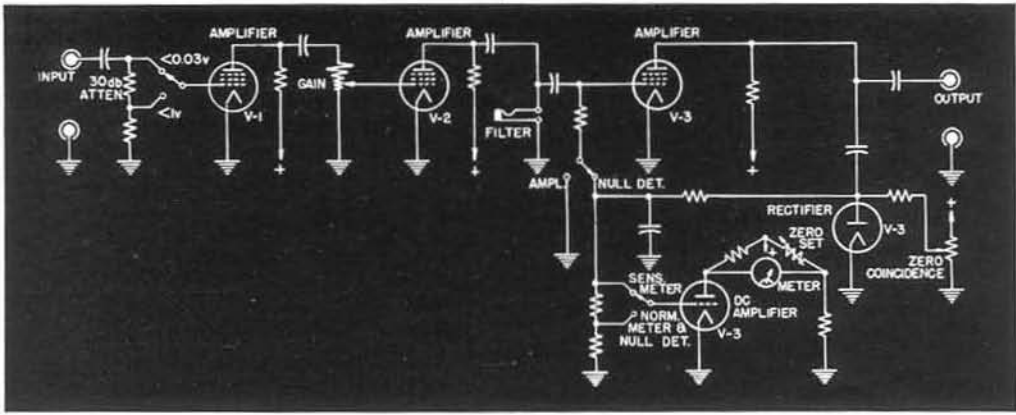 AMPLIFIER
AMPLIFIER
AMPLIFIER
INPUT
<0.03v
30db
ATTEN.
<1v
V-1
+
GAIN
V-2
+
FILTER
V-3
+
OUTPUT
AMPL.
NULL DET.
RECTIFIER
V-3
+
ZERO
COINCIDENCE
ZERO
SET
+
METER
SENS.
METER
NORM.
METER &
NULL DET.
DC
AMPLIFIER
V-3